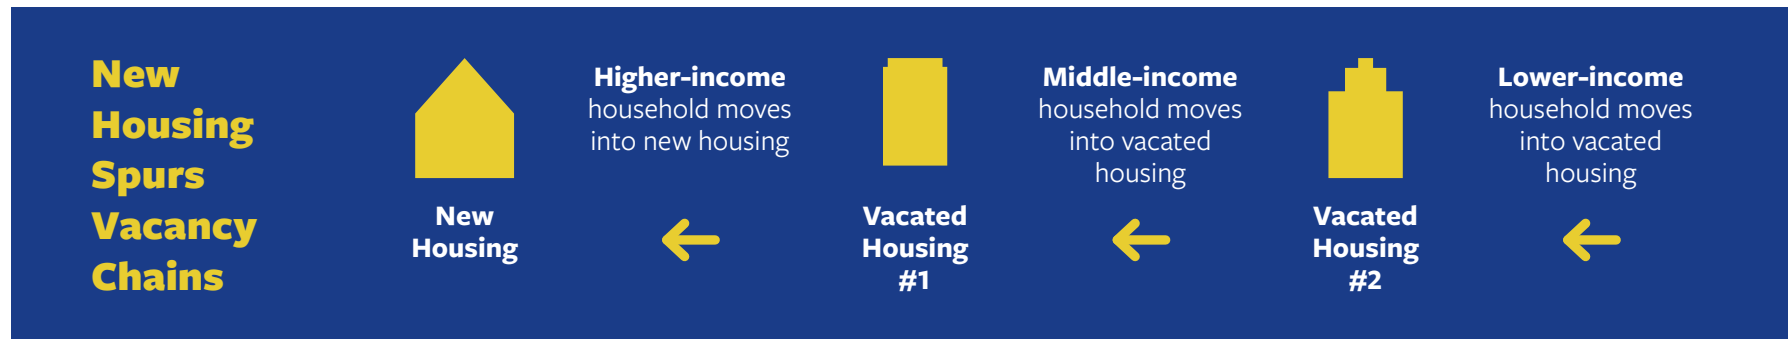 New
Housing
Spurs
Vacancy
Chains
New
Housing
Higher-income
household moves
into new housing
Vacated
Housing
#1
Middle-income
household moves
into vacated
housing
Vacated
Housing
#2
Lower-income
household moves
into vacated
housing